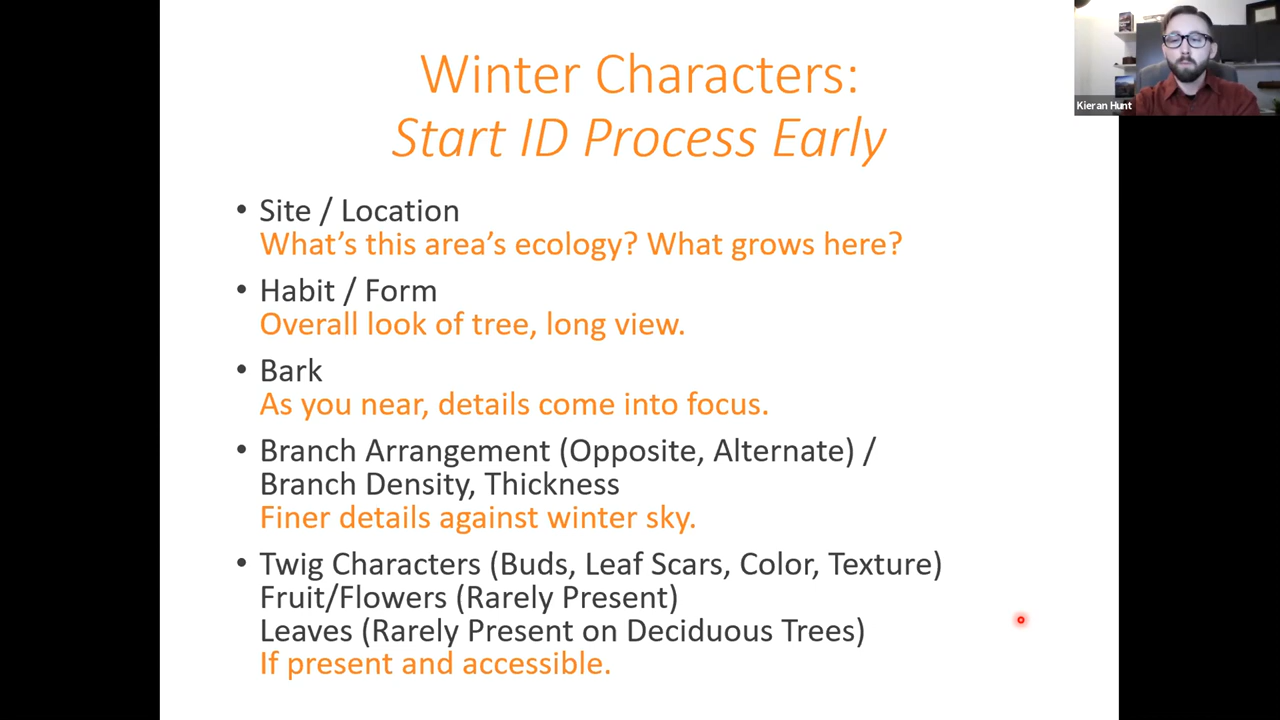 Winter Characters:
Start ID Process Early
• Site / Location
What's this area's ecology? What grows here?
• Habit / Form
Overall look of tree, long view.
• Bark
As you near, details come into focus.
• Branch Arrangement (Opposite, Alternate) /
Branch Density, Thickness
Finer details against winter sky.
• Twig Characters (Buds, Leaf Scars, Color, Texture)
Fruit/Flowers (Rarely Present)
Leaves (Rarely Present on Deciduous Trees)
If present and accessible.
Kieran Hunt